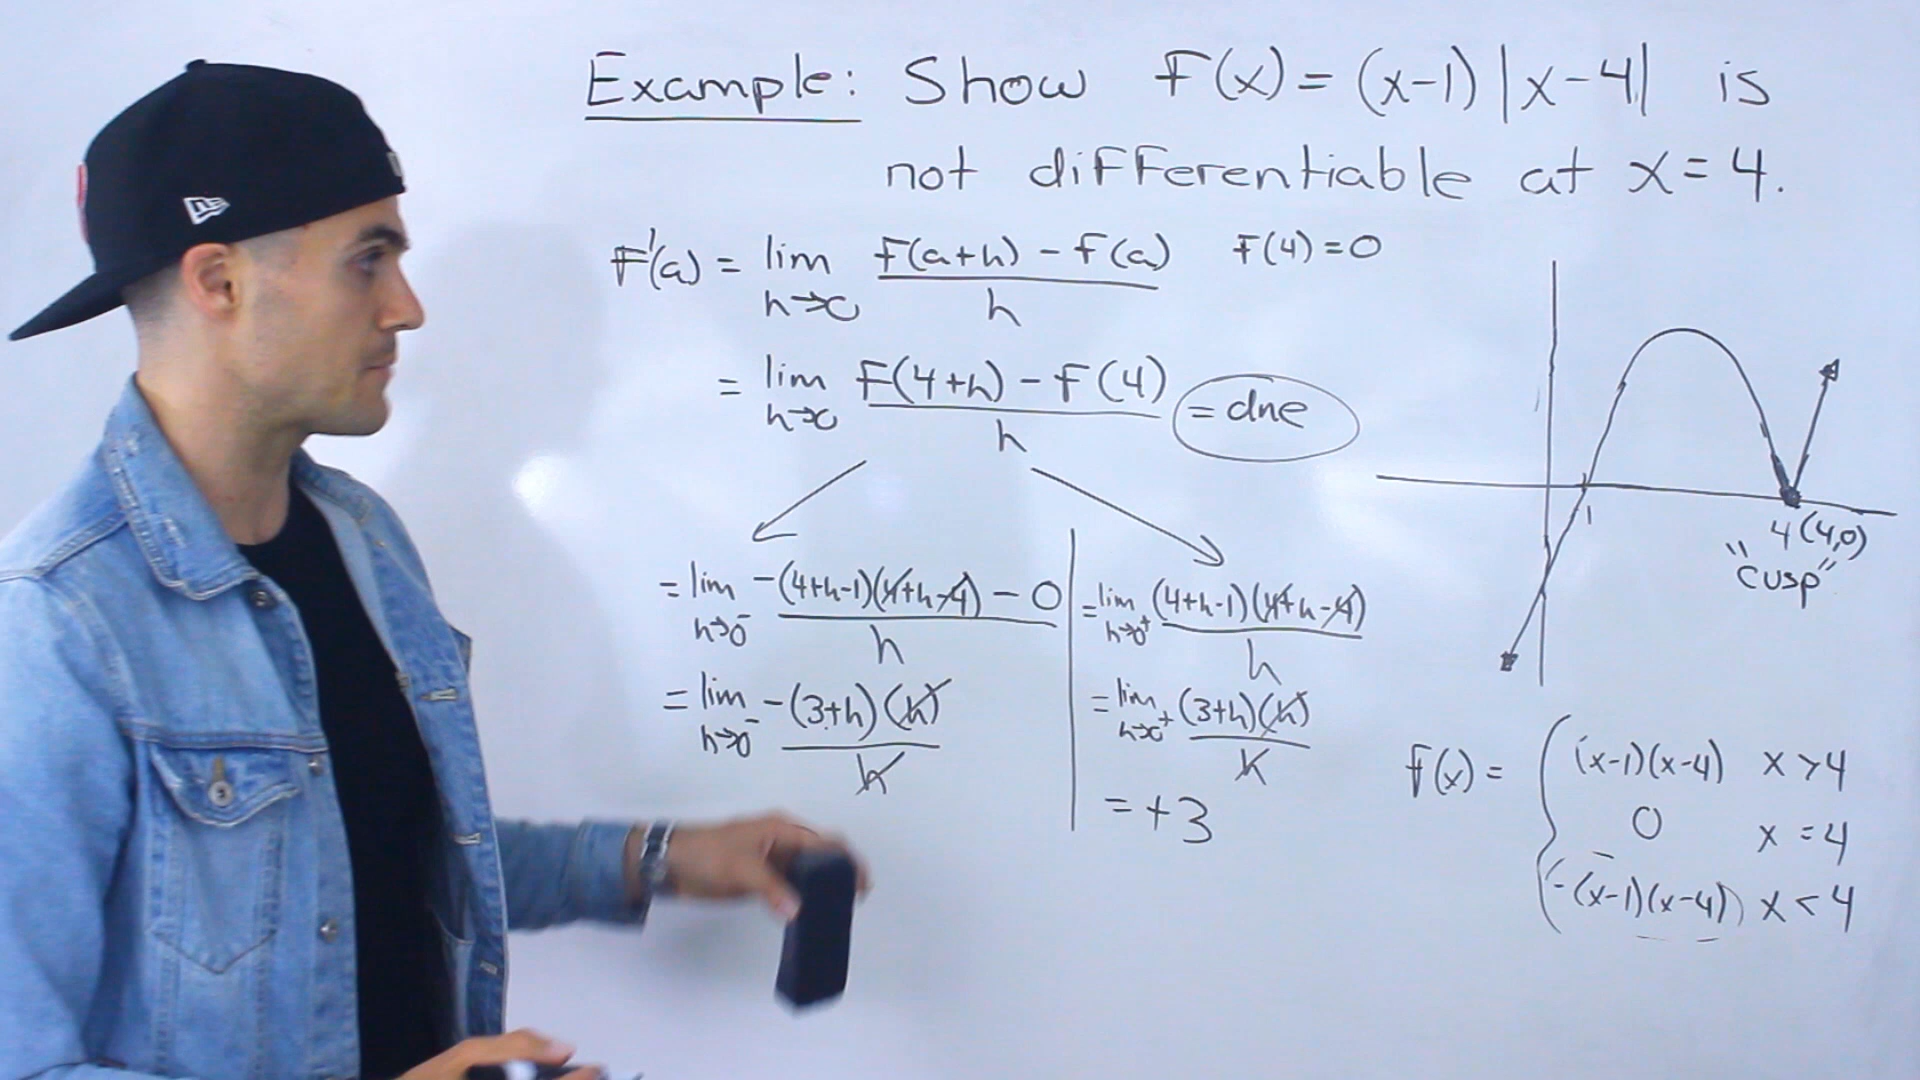 Example: Show F(x) = (x-1)|x-4| is
not differentiable at x = 4.
F'(a) = lim h→0 F(a+h) - F(a) / h F(4) = 0
= lim h→0 F(4+h) - F(4) / h = dne
= lim h→0⁻ -(4+h-1)(4+h-4) - 0 / h
= lim h→0⁻ -(3+h)(h) / h
= lim h→0⁺ (4+h-1)(4+h-4) / h
= lim h→0⁺ (3+h)(h) / h
= +3
1
4 (4,0)
"cusp"
F(x) = { (x-1)(x-4) x > 4
0 x = 4
-(x-1)(x-4) x < 4